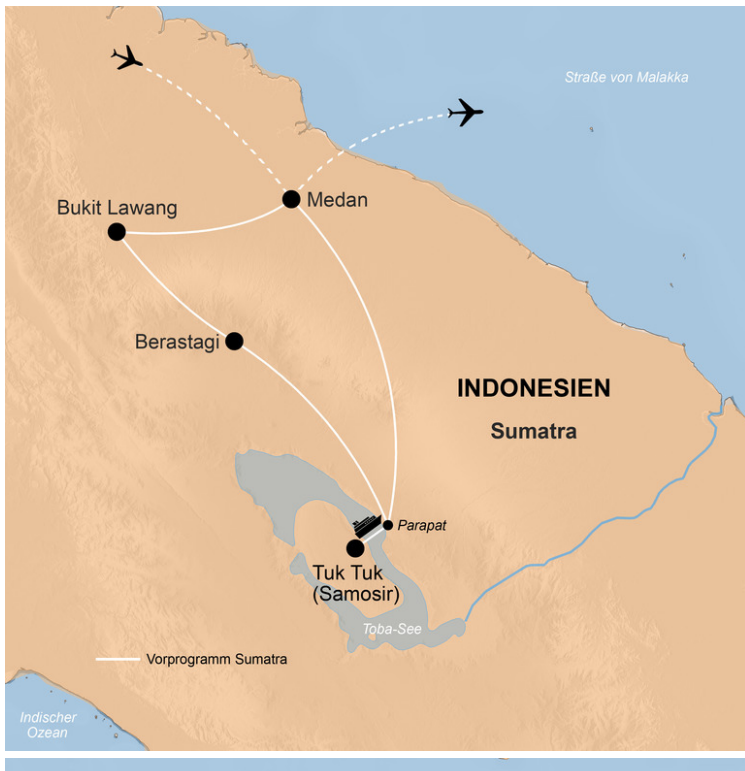 Straße von Malakka
Medan
Bukit Lawang
Berastagi
INDONESIEN
Sumatra
Parapat
Tuk Tuk
(Samosir)
Toba-See
Vorprogramm Sumatra
Indischer
Ozean